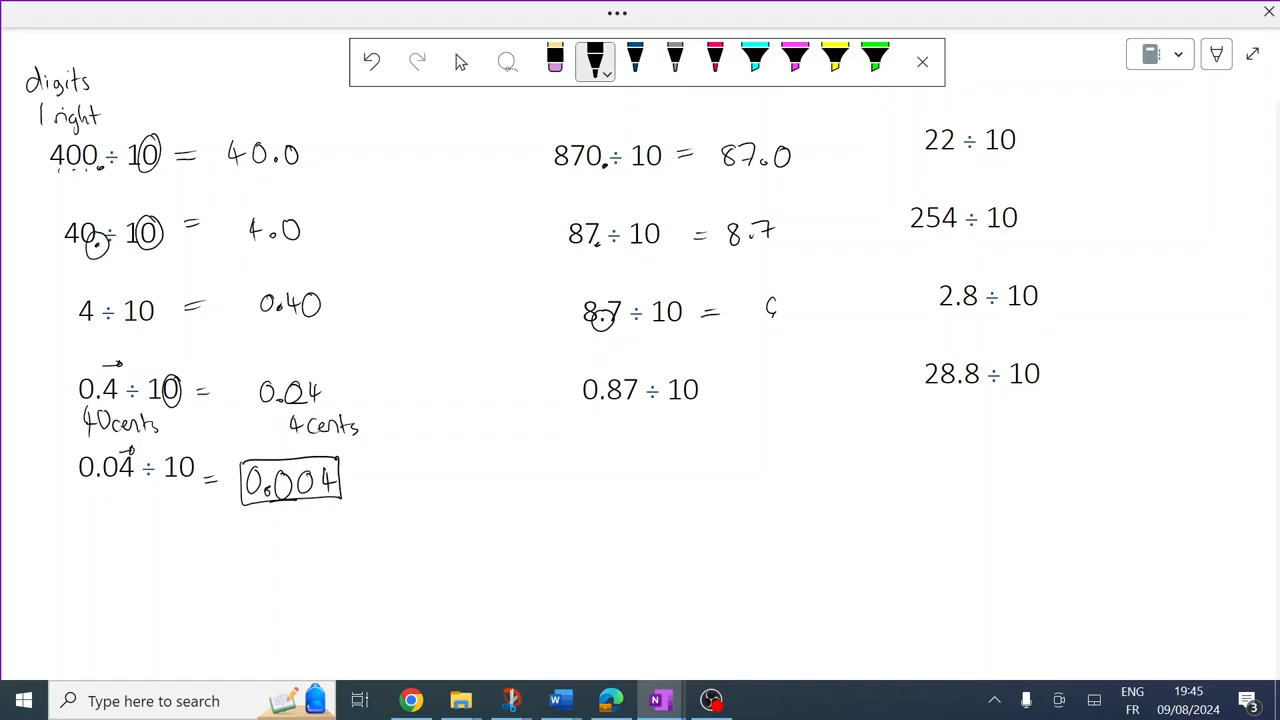 digits
1 right
400. ÷ 10 = 40.0
40. ÷ 10 = 4.0
4 ÷ 10 = 0.40
0.4 ÷ 10 = 0.04
40cents 4cents
0.04 ÷ 10 = 0.004
870. ÷ 10 = 87.0
87. ÷ 10 = 8.7
8.7 ÷ 10 =
0.87 ÷ 10
22 ÷ 10
254 ÷ 10
2.8 ÷ 10
28.8 ÷ 10
Type here to search
ENG
FR
19:45
09/08/2024
3